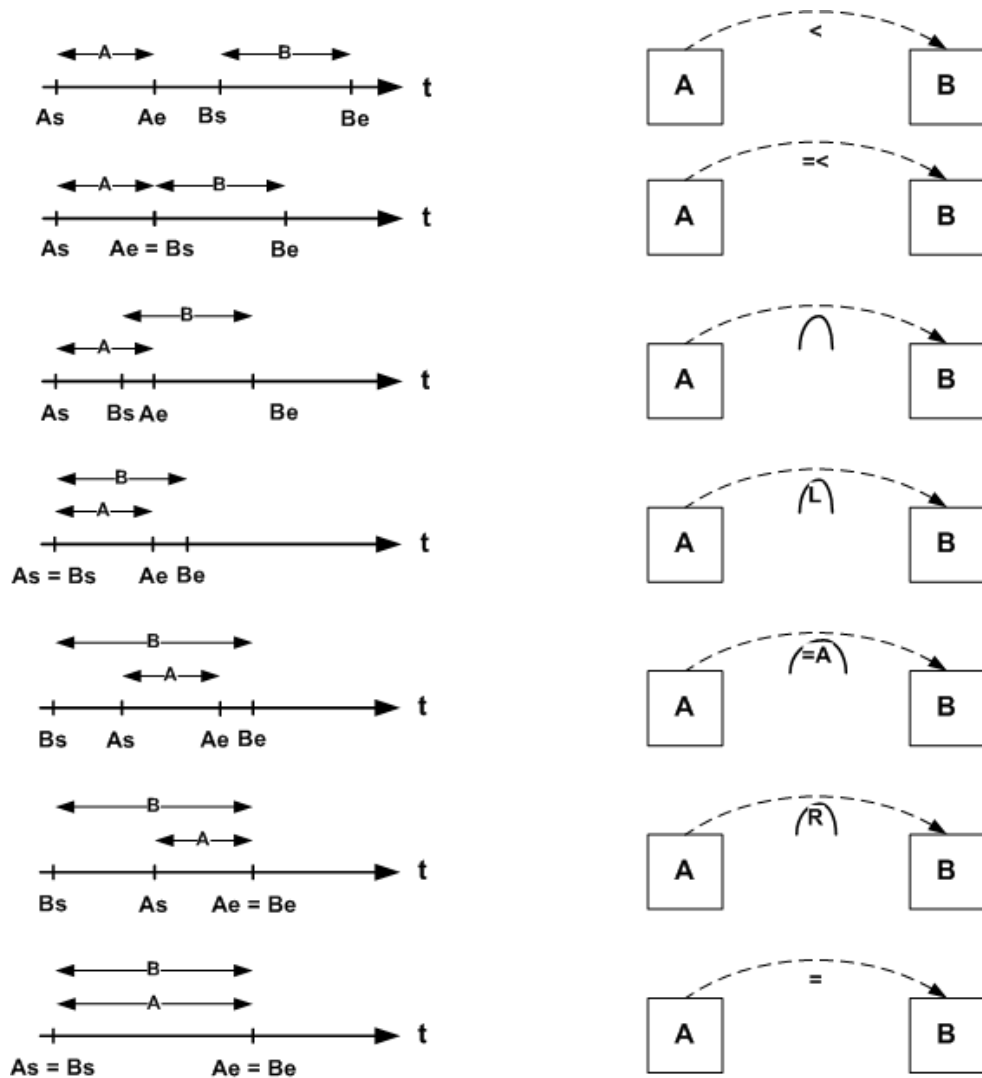 A B t <
As Ae Bs Be A B
A B t =<
As Ae = Bs Be A B
B
A t
As Bs Ae Be A B
B
A L
t
As = Bs Ae Be A B
B
A =A
t
Bs As Ae Be A B
B
A R
t
Bs As Ae = Be A B
B
A =
t
As = Bs Ae = Be A B